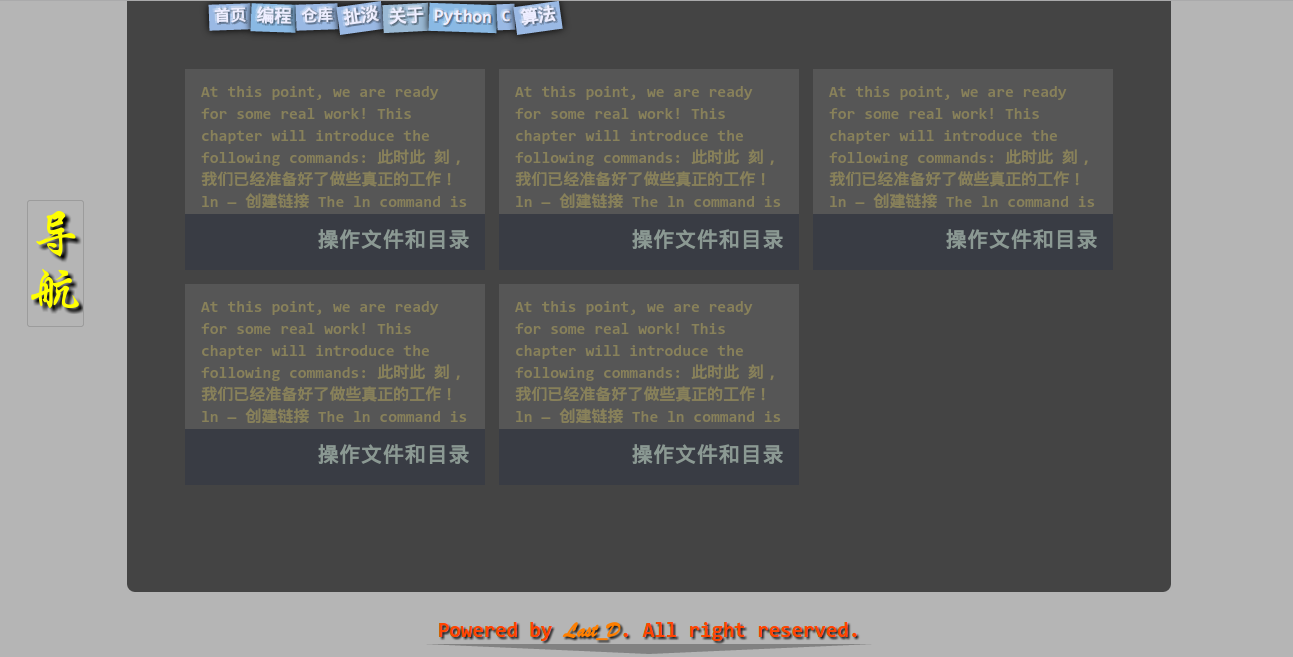 首页 编程 仓库 扯淡 关于 Python C 算法
At this point, we are ready
for some real work! This
chapter will introduce the
following commands: 此时此 刻，
我们已经准备好了做些真正的工作！
ln — 创建链接 The ln command is
操作文件和目录
At this point, we are ready
for some real work! This
chapter will introduce the
following commands: 此时此 刻，
我们已经准备好了做些真正的工作！
ln — 创建链接 The ln command is
操作文件和目录
At this point, we are ready
for some real work! This
chapter will introduce the
following commands: 此时此 刻，
我们已经准备好了做些真正的工作！
ln — 创建链接 The ln command is
操作文件和目录
导
航
At this point, we are ready
for some real work! This
chapter will introduce the
following commands: 此时此 刻，
我们已经准备好了做些真正的工作！
ln — 创建链接 The ln command is
操作文件和目录
At this point, we are ready
for some real work! This
chapter will introduce the
following commands: 此时此 刻，
我们已经准备好了做些真正的工作！
ln — 创建链接 The ln command is
操作文件和目录
Powered by Last_D. All right reserved.